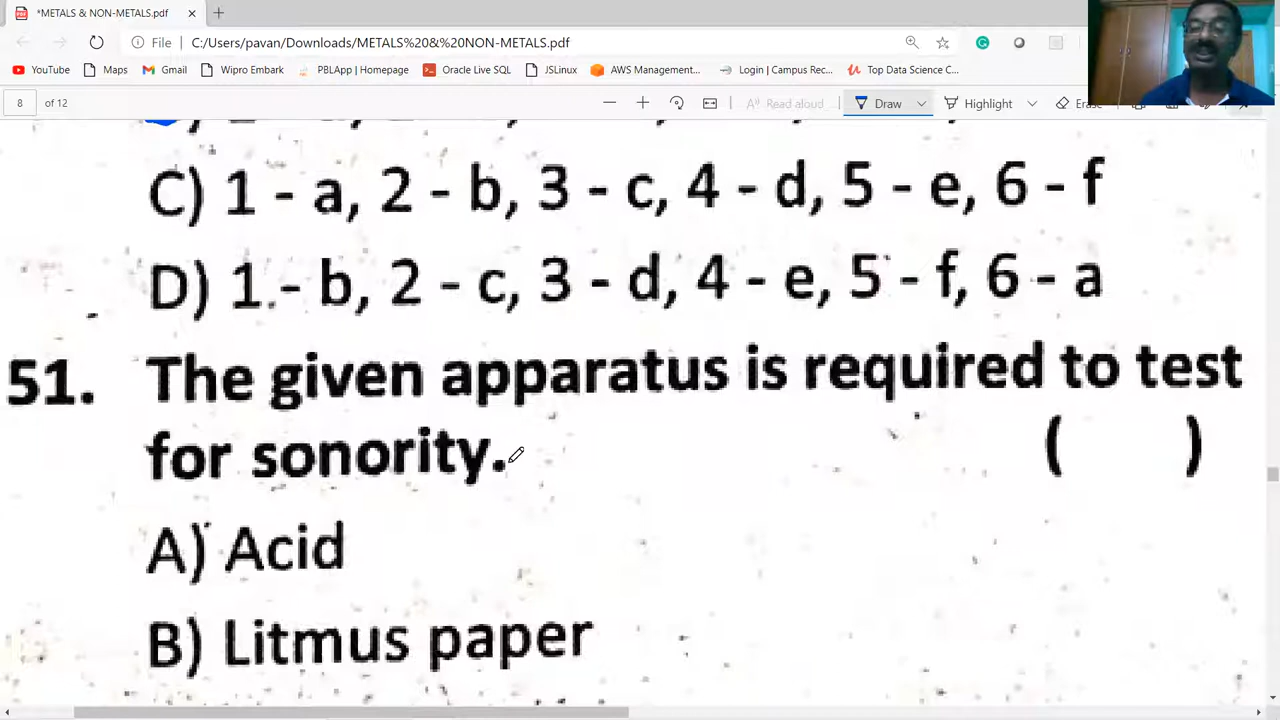 *METALS & NON-METALS.pdf
File
C:/Users/pavan/Downloads/METALS%20&%20NON-METALS.pdf
YouTube
Maps
Gmail
Wipro Embark
PBLApp | Homepage
Oracle Live SQL
JSLinux
AWS Management...
Login | Campus Rec...
Top Data Science C...
8 of 12
Read aloud
Draw
Highlight
Erase
C) 1 - a, 2 - b, 3 - c, 4 - d, 5 - e, 6 - f
D) 1 - b, 2 - c, 3 - d, 4 - e, 5 - f, 6 - a
51. The given apparatus is required to test
for sonority. ( )
A) Acid
B) Litmus paper